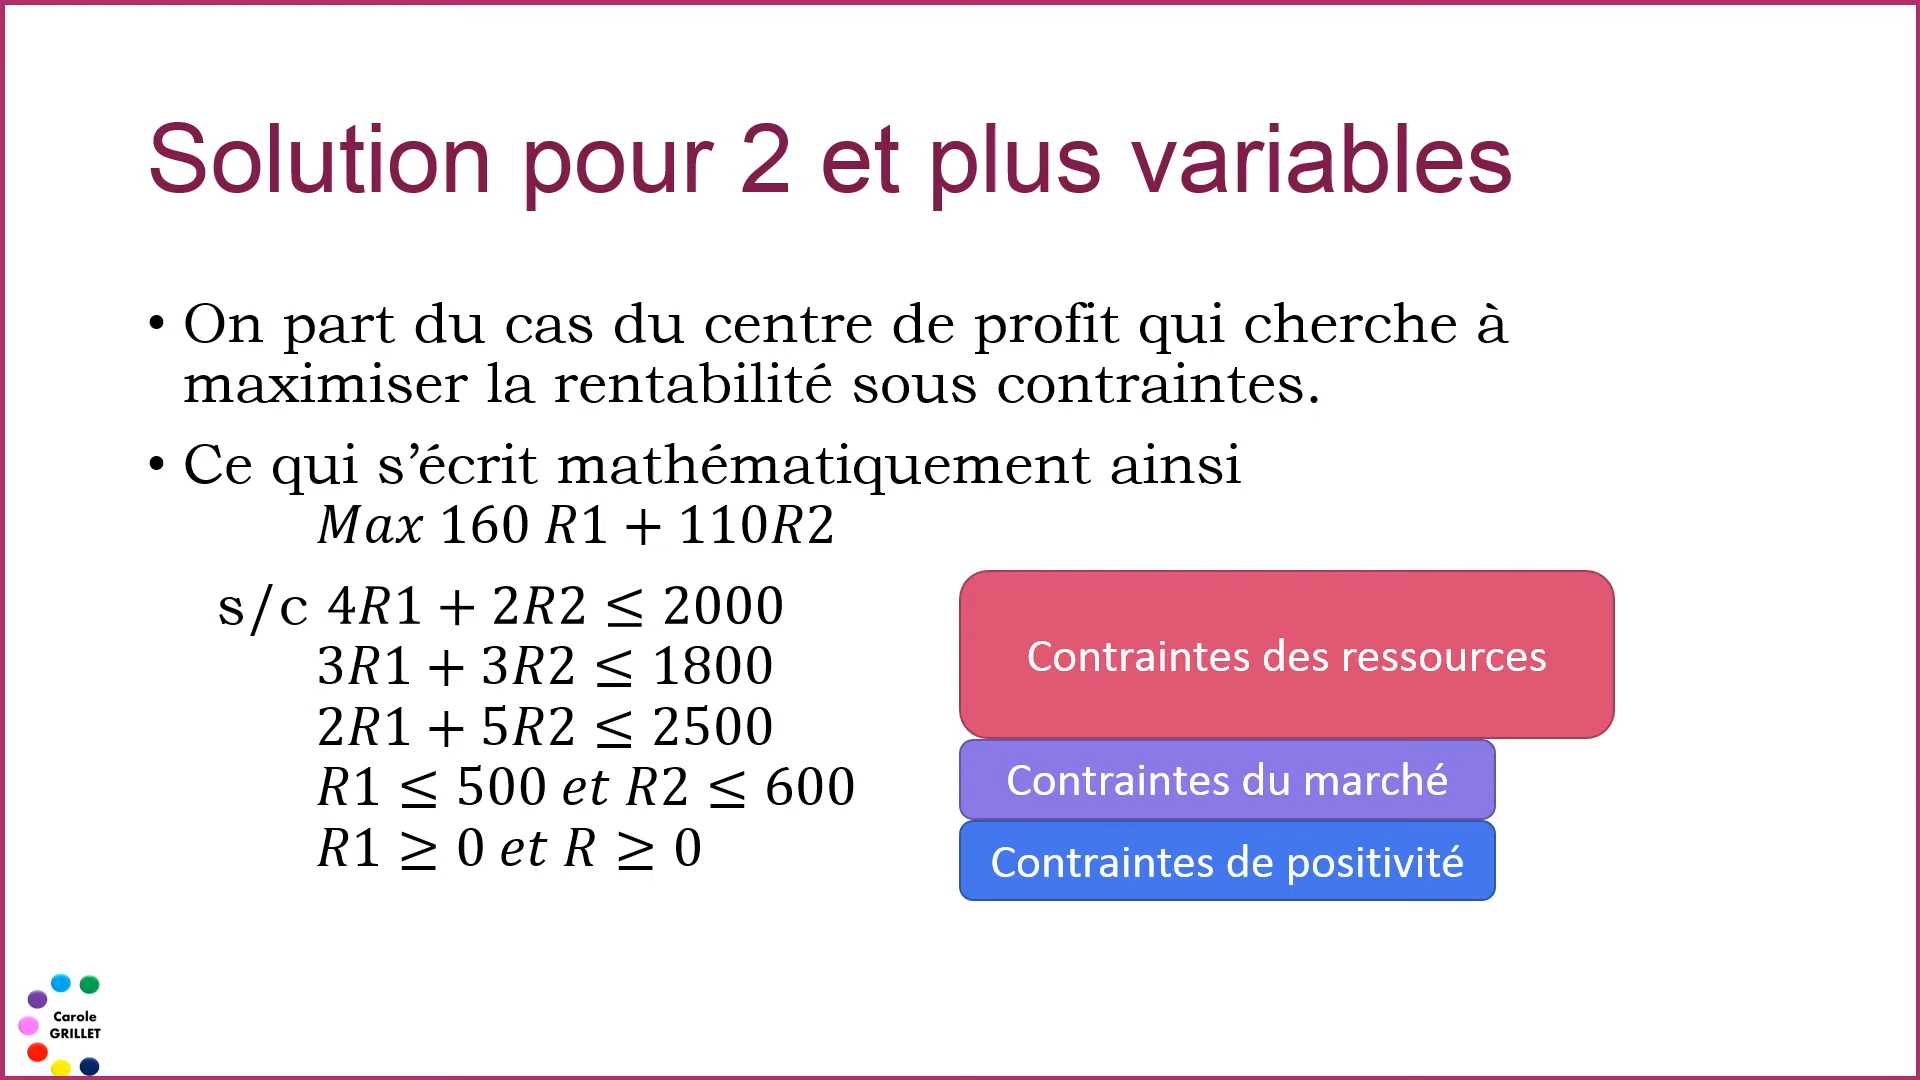 Solution pour 2 et plus variables
• On part du cas du centre de profit qui cherche à
maximiser la rentabilité sous contraintes.
• Ce qui s’écrit mathématiquement ainsi
Max 160 R1 + 110R2
s/c 4R1 + 2R2 ≤ 2000
3R1 + 3R2 ≤ 1800
2R1 + 5R2 ≤ 2500
R1 ≤ 500 et R2 ≤ 600
R1 ≥ 0 et R ≥ 0
Contraintes des ressources
Contraintes du marché
Contraintes de positivité
Carole
GRILLET